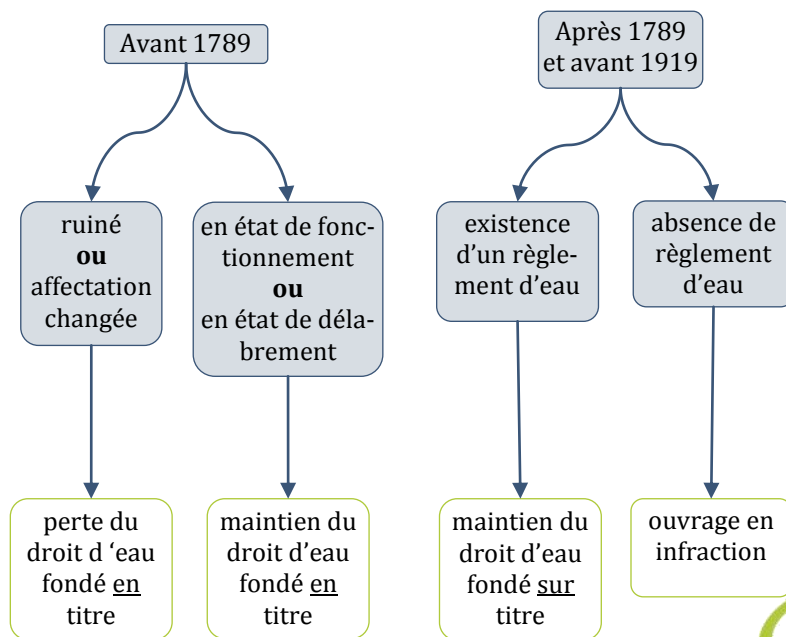 Avant 1789
Après 1789
et avant 1919
ruiné
ou
affectation
changée
en état de fonc-
tionnement
ou
en état de déla-
brement
existence
d'un règle-
ment d'eau
absence de
règlement
d'eau
perte du
droit d 'eau
fondé en
titre
maintien du
droit d'eau
fondé en
titre
maintien du
droit d'eau
fondé sur
titre
ouvrage en
infraction